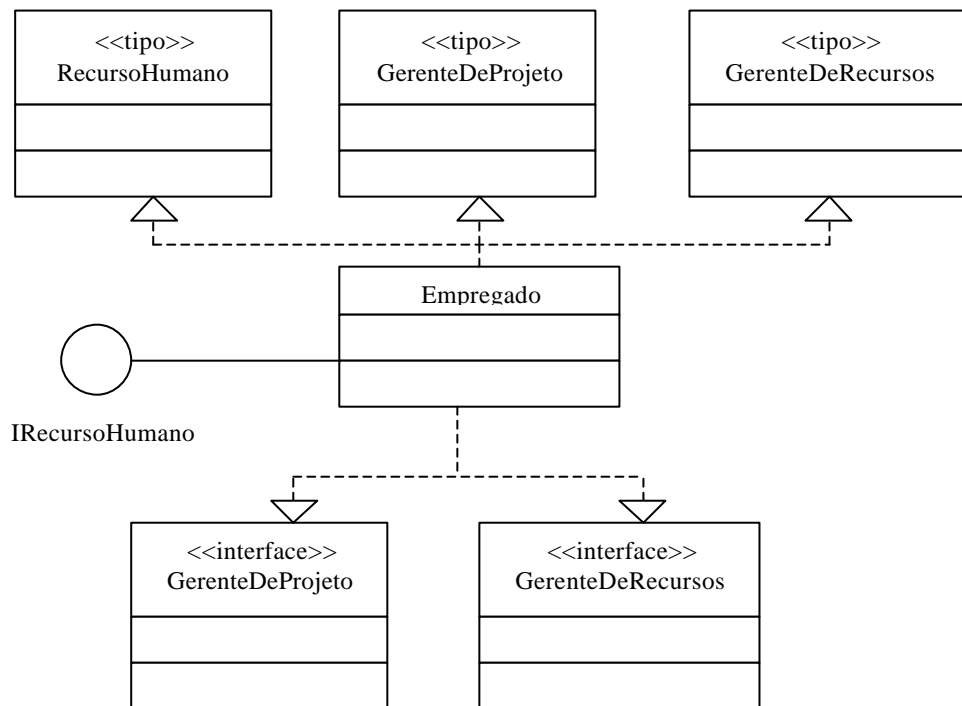 <<tipo>>
RecursoHumano
<<tipo>>
GerenteDeProjeto
<<tipo>>
GerenteDeRecursos
Empregado
IRecursoHumano
<<interface>>
GerenteDeProjeto
<<interface>>
GerenteDeRecursos